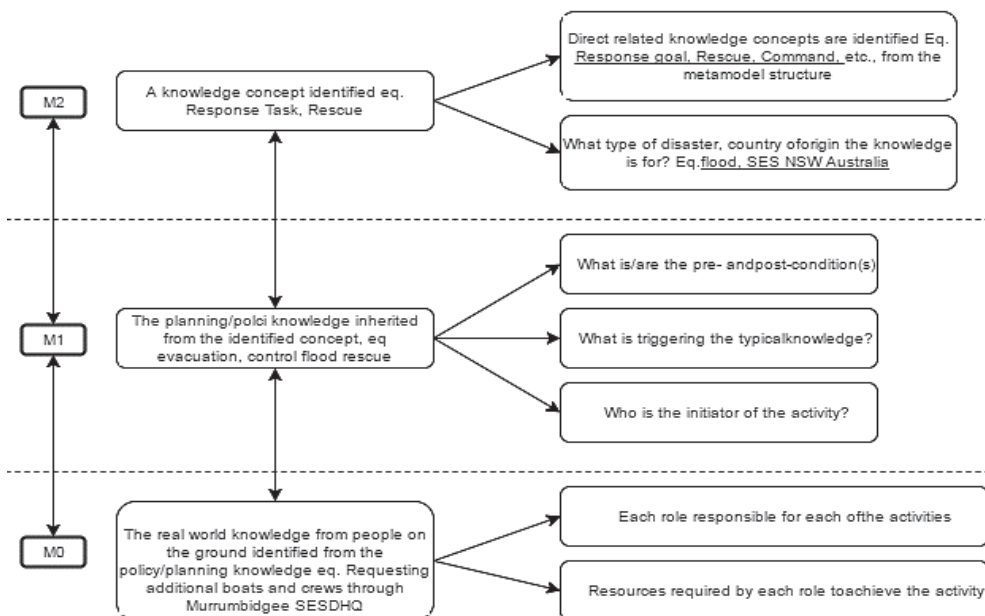 M2
A knowledge concept identified eq.
Response Task, Rescue
Direct related knowledge concepts are identified Eq.
Response goal, Rescue, Command, etc., from the
metamodel structure
What type of disaster, country oforigin the knowledge
is for? Eq.flood, SES NSW Australia
M1
The planning/polci knowledge inherited
from the identified concept, eq
evacuation, control flood rescue
What is/are the pre- andpost-condition(s)
What is triggering the typicalknowledge?
Who is the initiator of the activity?
M0
The real world knowledge from people on
the ground identified from the
policy/planning knowledge eq. Requesting
additional boats and crews through
Murrumbidgee SESDHQ
Each role responsible for each ofthe activities
Resources required by each role toachieve the activity